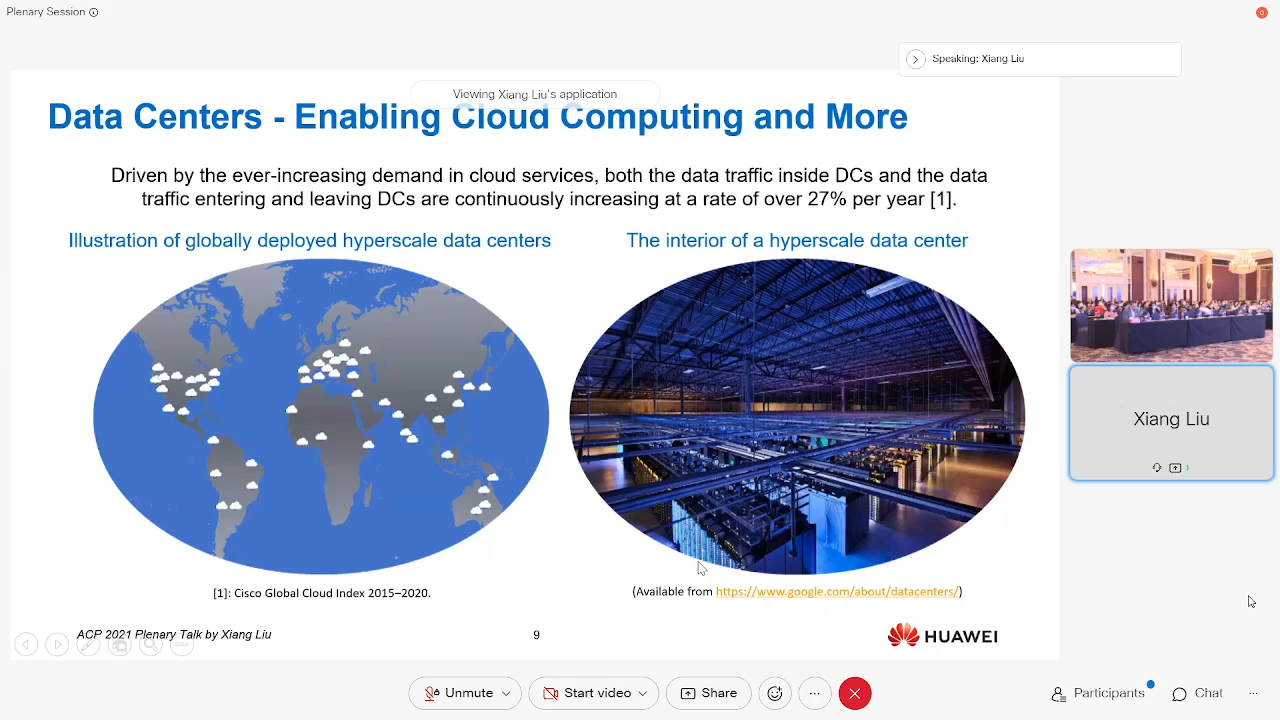 Plenary Session
Speaking: Xiang Liu
Viewing Xiang Liu's application
Data Centers - Enabling Cloud Computing and More
Driven by the ever-increasing demand in cloud services, both the data traffic inside DCs and the data
traffic entering and leaving DCs are continuously increasing at a rate of over 27% per year [1].
Illustration of globally deployed hyperscale data centers
The interior of a hyperscale data center
Xiang Liu
[1]: Cisco Global Cloud Index 2015–2020.
(Available from https://www.google.com/about/datacenters/)
ACP 2021 Plenary Talk by Xiang Liu
9
HUAWEI
Unmute
Start video
Share
Participants
Chat